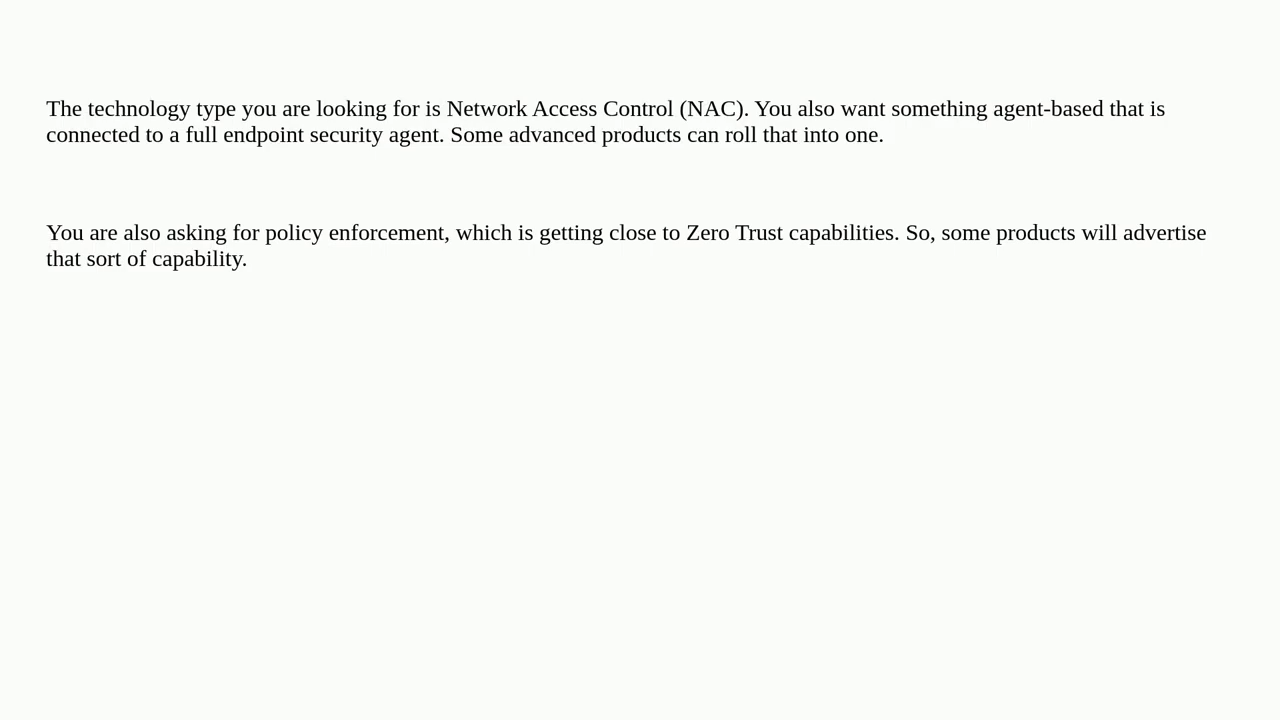 The technology type you are looking for is Network Access Control (NAC). You also want something agent-based that is
connected to a full endpoint security agent. Some advanced products can roll that into one.
You are also asking for policy enforcement, which is getting close to Zero Trust capabilities. So, some products will advertise
that sort of capability.